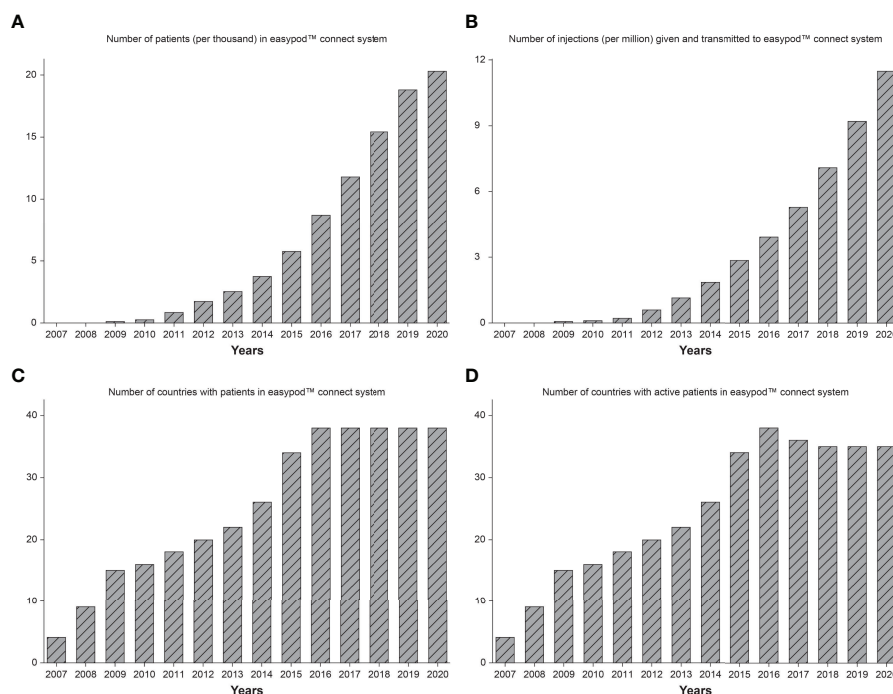 A
Number of patients (per thousand) in easypod™ connect system
20
15
10
5
0
2007 2008 2009 2010 2011 2012 2013 2014 2015 2016 2017 2018 2019 2020
Years
B
Number of injections (per million) given and transmitted to easypod™ connect system
12
9
6
3
0
2007 2008 2009 2010 2011 2012 2013 2014 2015 2016 2017 2018 2019 2020
Years
C
Number of countries with patients in easypod™ connect system
40
30
20
10
0
2007 2008 2009 2010 2011 2012 2013 2014 2015 2016 2017 2018 2019 2020
Years
D
Number of countries with active patients in easypod™ connect system
40
30
20
10
0
2007 2008 2009 2010 2011 2012 2013 2014 2015 2016 2017 2018 2019 2020
Years